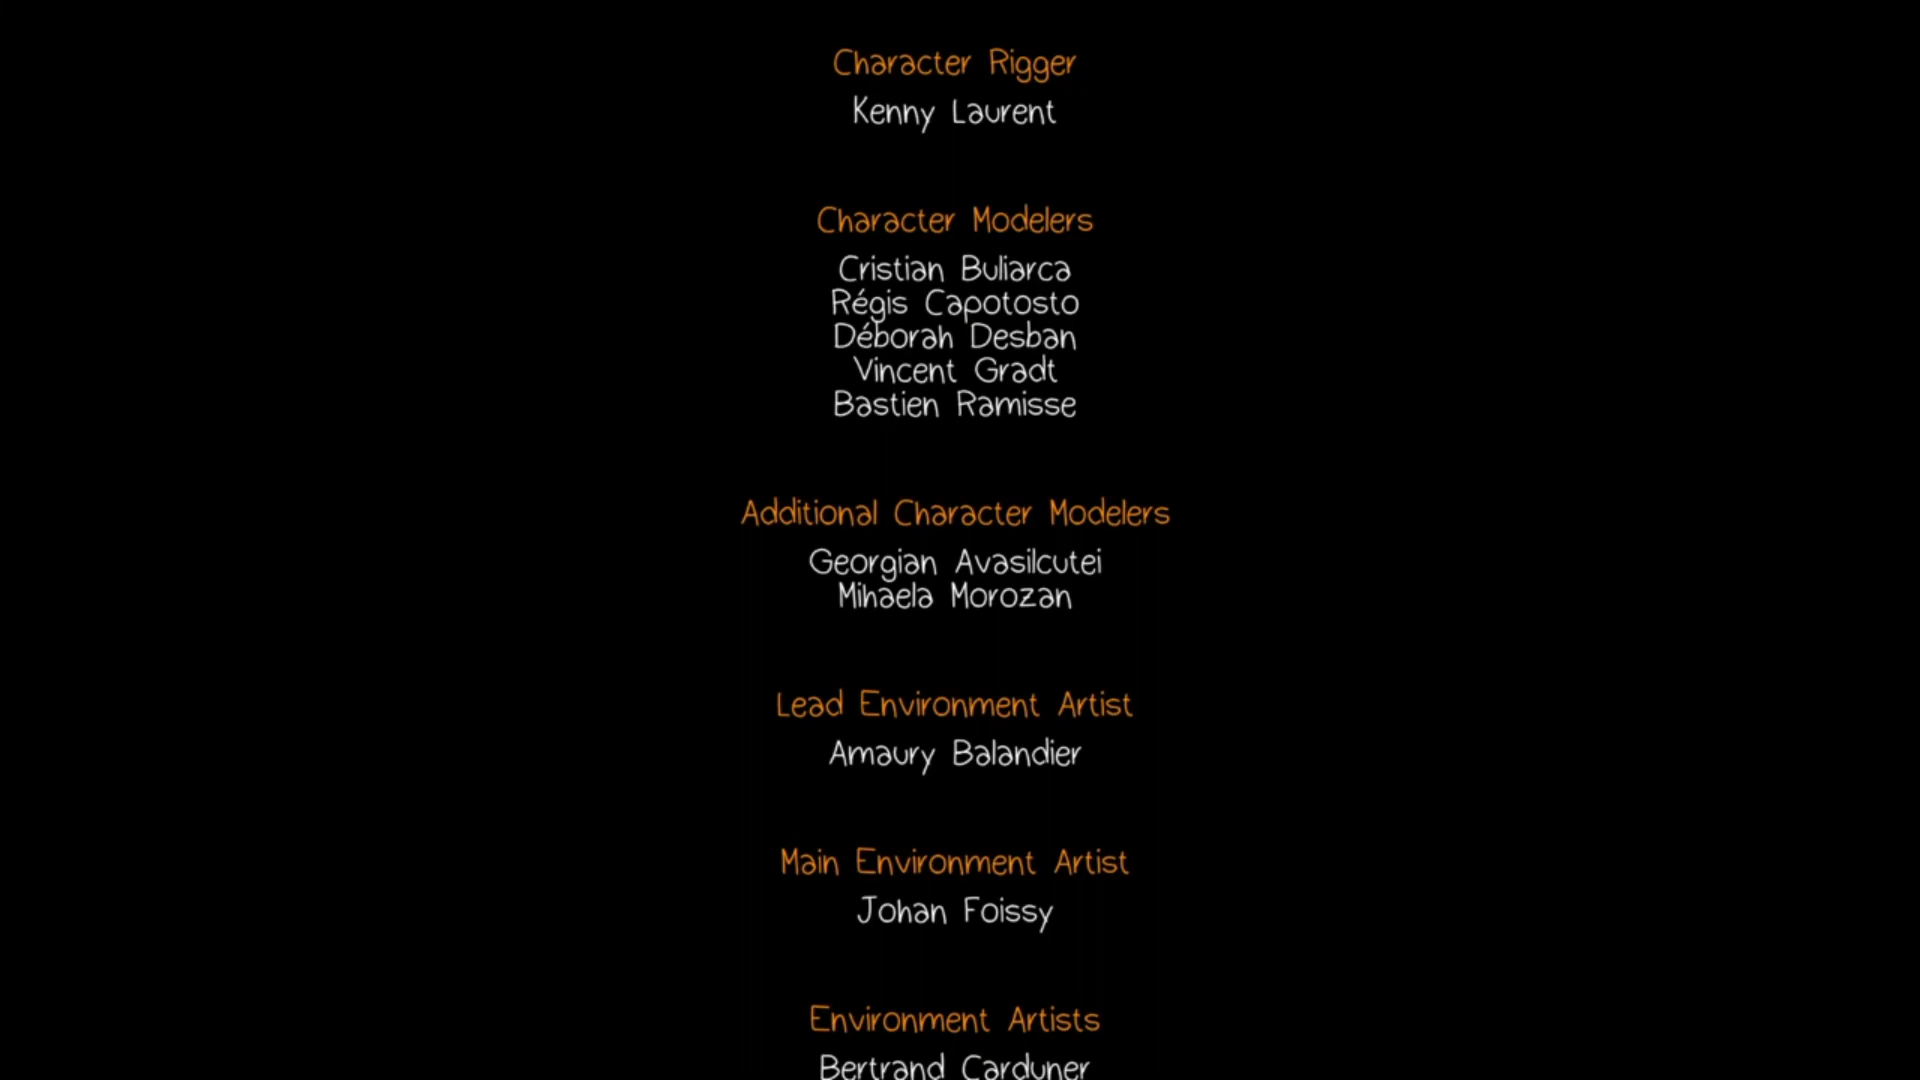 Character Rigger
Kenny Laurent
Character Modelers
Cristian Buliarca
Régis Capotosto
Déborah Desban
Vincent Gradt
Bastien Ramisse
Additional Character Modelers
Georgian Avasilcutei
Mihaela Morozan
Lead Environment Artist
Amaury Balandier
Main Environment Artist
Johan Foissy
Environment Artists
Bertrand Carduner